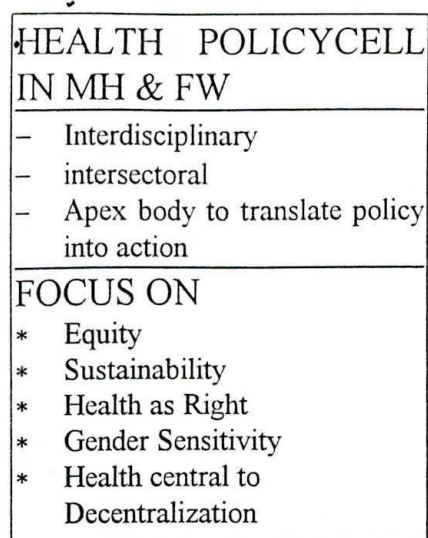 HEALTH POLICYCELL
IN MH & FW
– Interdisciplinary
– intersectoral
– Apex body to translate policy
into action
FOCUS ON
* Equity
* Sustainability
* Health as Right
* Gender Sensitivity
* Health central to
Decentralization